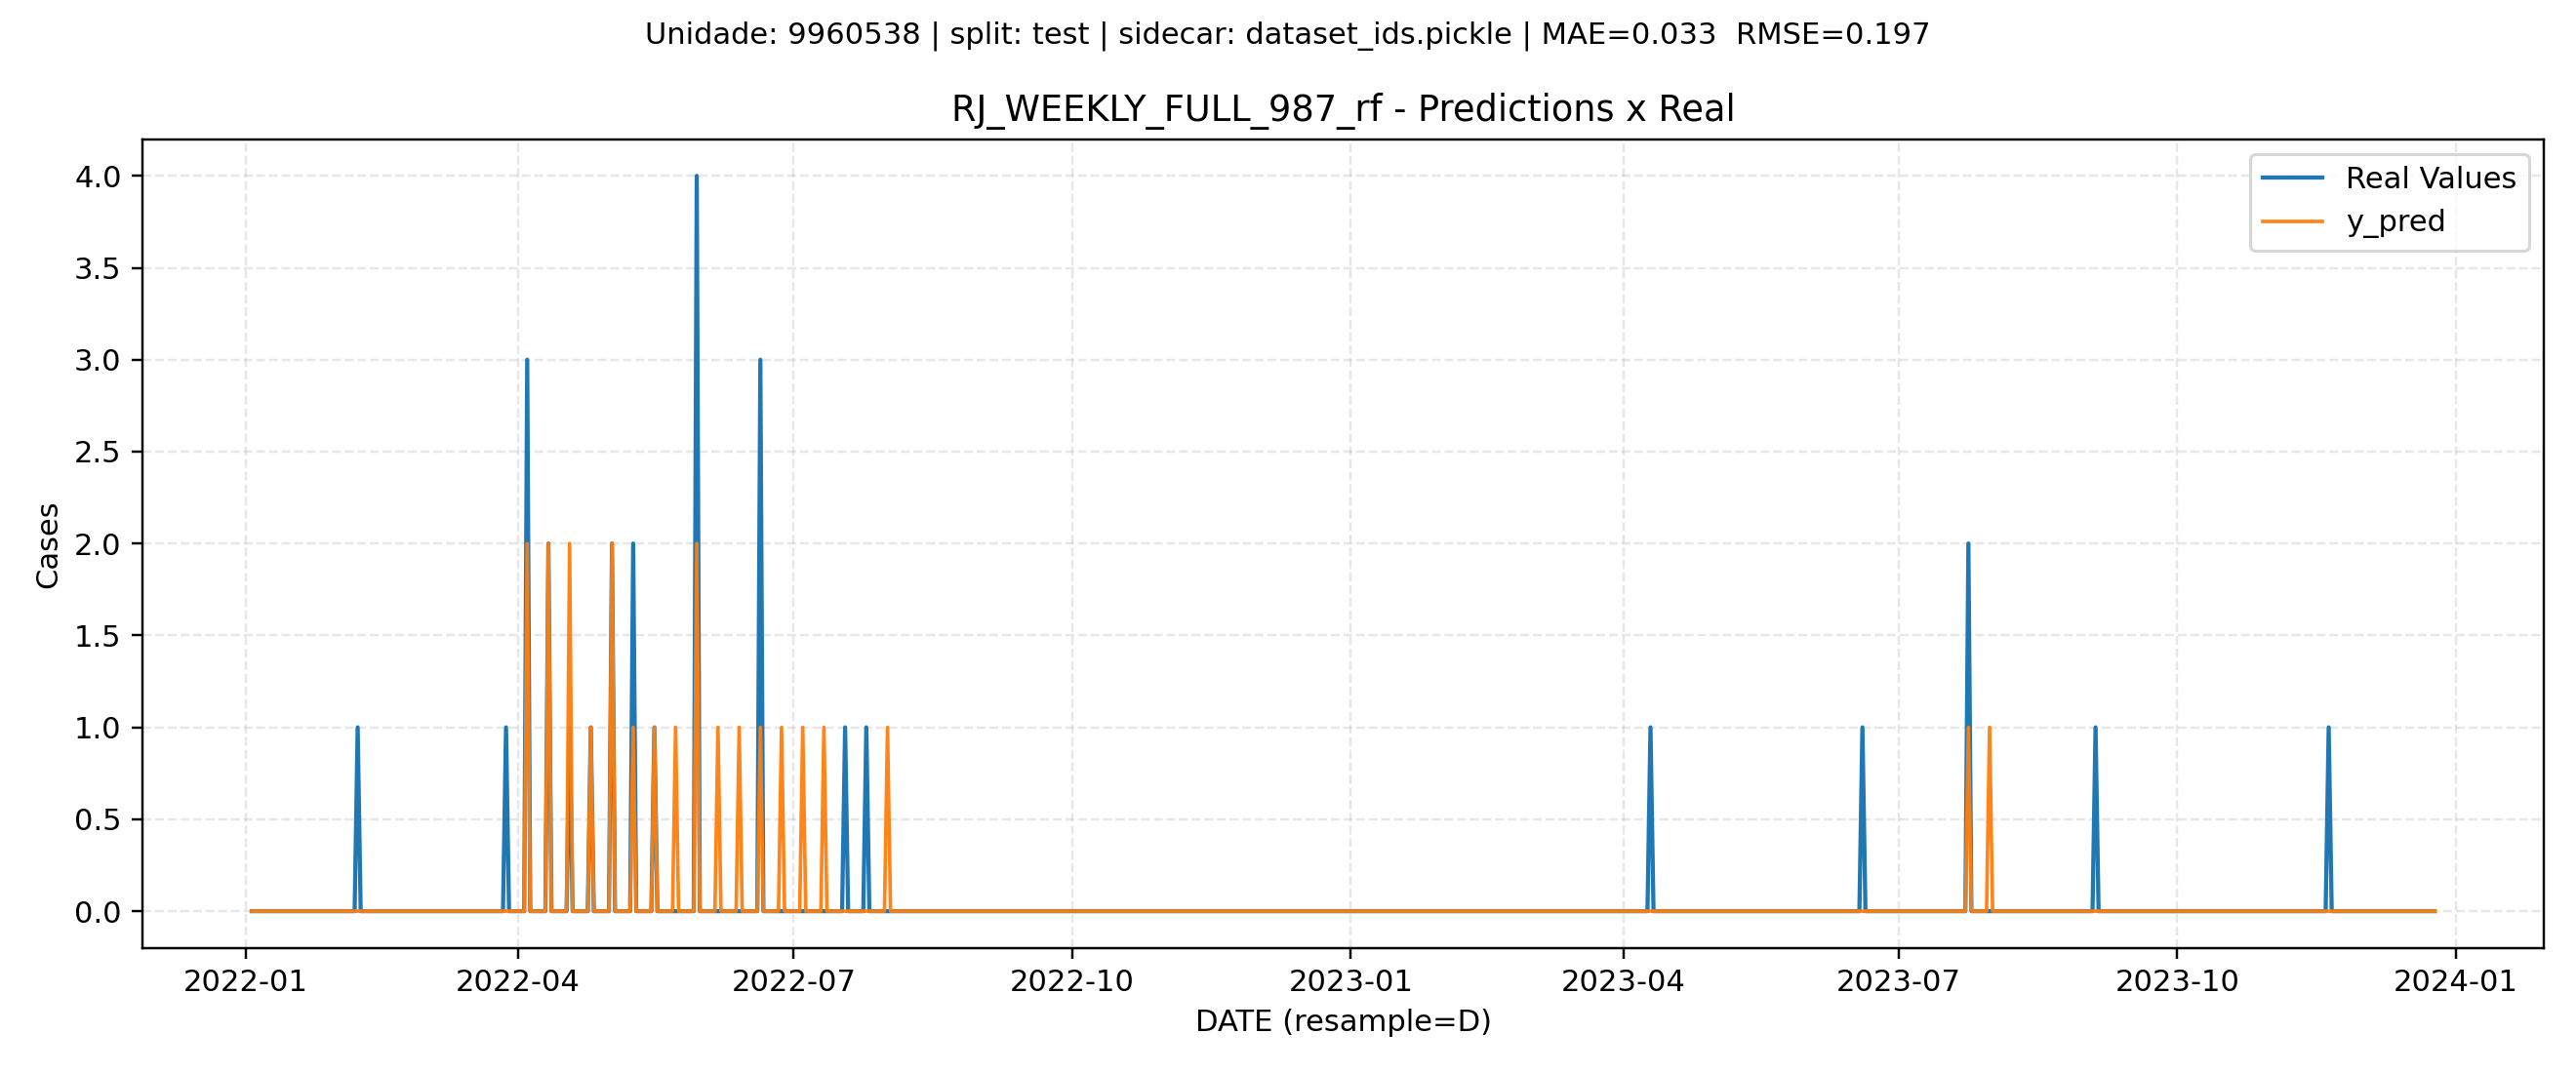 Unidade: 9960538 | split: test | sidecar: dataset_ids.pickle | MAE=0.033  RMSE=0.197
RJ_WEEKLY_FULL_987_rf - Predictions x Real
Real Values
y_pred
4.0
3.5
3.0
2.5
2.0
1.5
1.0
0.5
0.0
Cases
2022-01 2022-04 2022-07 2022-10 2023-01 2023-04 2023-07 2023-10 2024-01
DATE (resample=D)